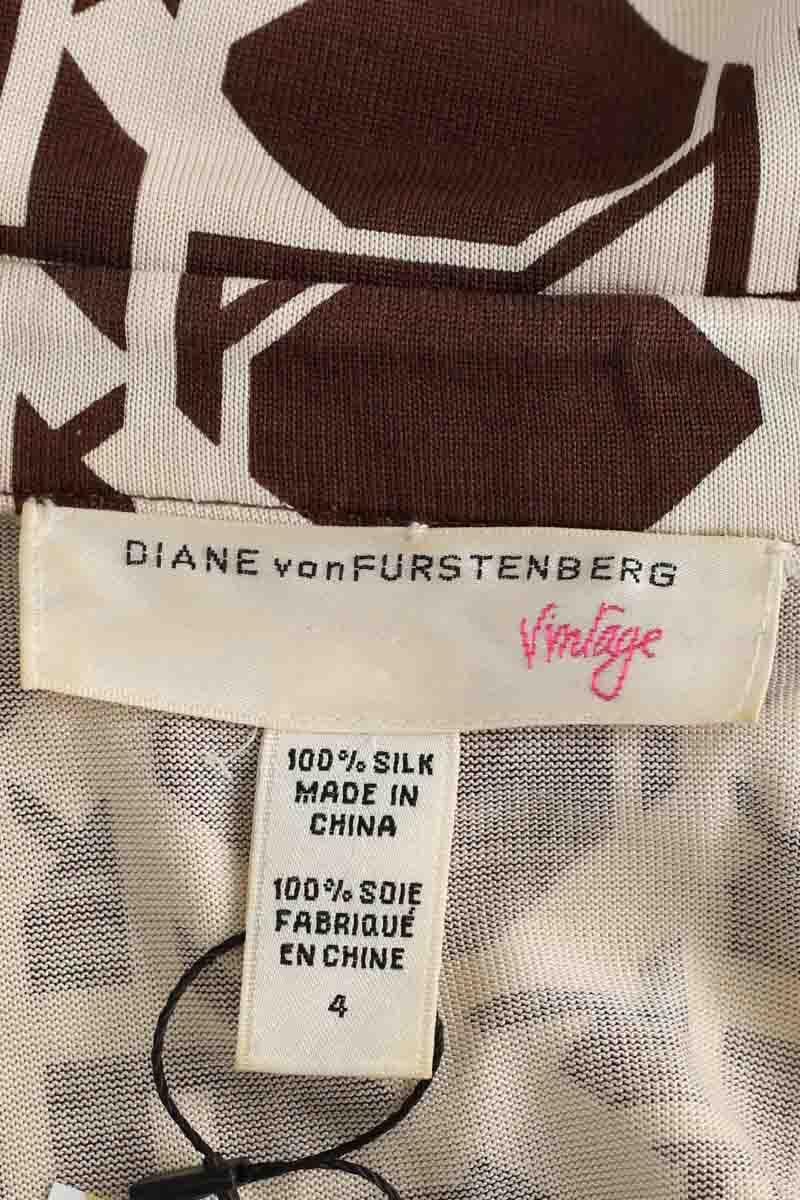 DIANE vonFURSTENBERG
Vintage
100% SILK
MADE IN
CHINA
100% SOIE
FABRIQUÉ
EN CHINE
4